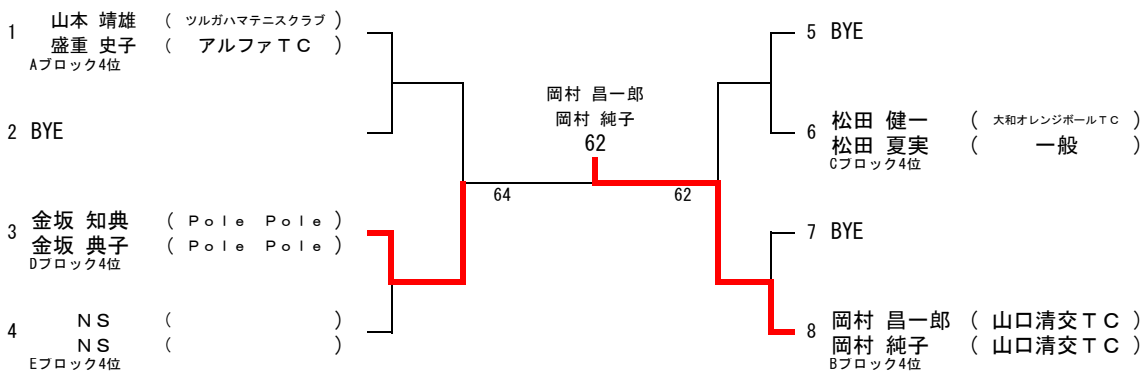 1 山本 靖雄 ( ツルガハマテニスクラブ )
盛重 史子 ( アルファTC )
Aブロック4位
2 BYE
3 金坂 知典 ( Pole Pole )
金坂 典子 ( Pole Pole )
Dブロック4位
4 NS ( )
NS ( )
Eブロック4位
64
岡村 昌一郎
岡村 純子
62
62
5 BYE
6 松田 健一 ( 大和オレンジボールTC )
松田 夏実 ( 一般 )
Cブロック4位
7 BYE
8 岡村 昌一郎 ( 山口清交TC )
岡村 純子 ( 山口清交TC )
Bブロック4位